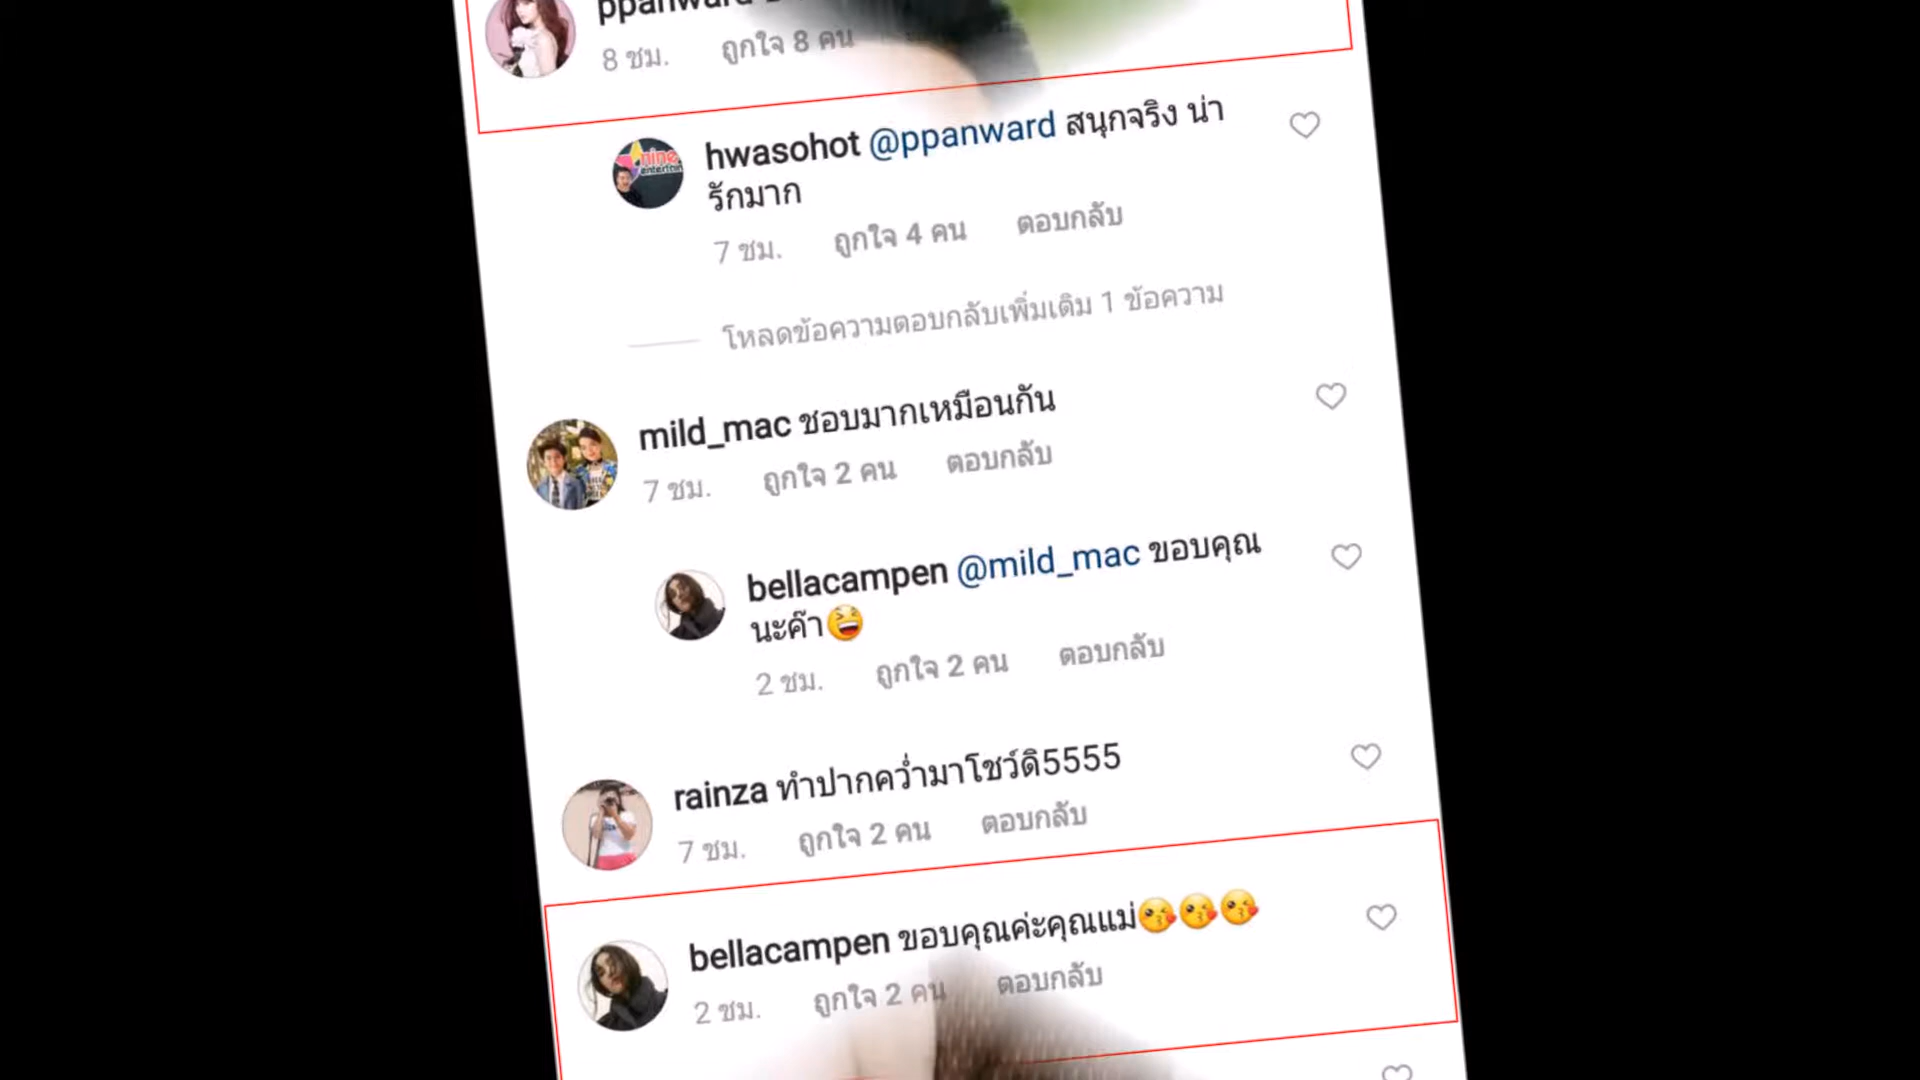 ppanward
8 ชม. ถูกใจ 8 คน
hwasohot @ppanward สนุกจริง น่า
รักมาก
7 ชม. ถูกใจ 4 คน ตอบกลับ
โหลดข้อความตอบกลับเพิ่มเติม 1 ข้อความ
mild_mac ชอบมากเหมือนกัน
7 ชม. ถูกใจ 2 คน ตอบกลับ
bellacampen @mild_mac ขอบคุณ
นะค๊า😆
2 ชม. ถูกใจ 2 คน ตอบกลับ
rainza ทำปากคว่ำมาโชว์ดิ5555
7 ชม. ถูกใจ 2 คน ตอบกลับ
bellacampen ขอบคุณค่ะคุณแม่😘😘😘
2 ชม. ถูกใจ 2 คน ตอบกลับ